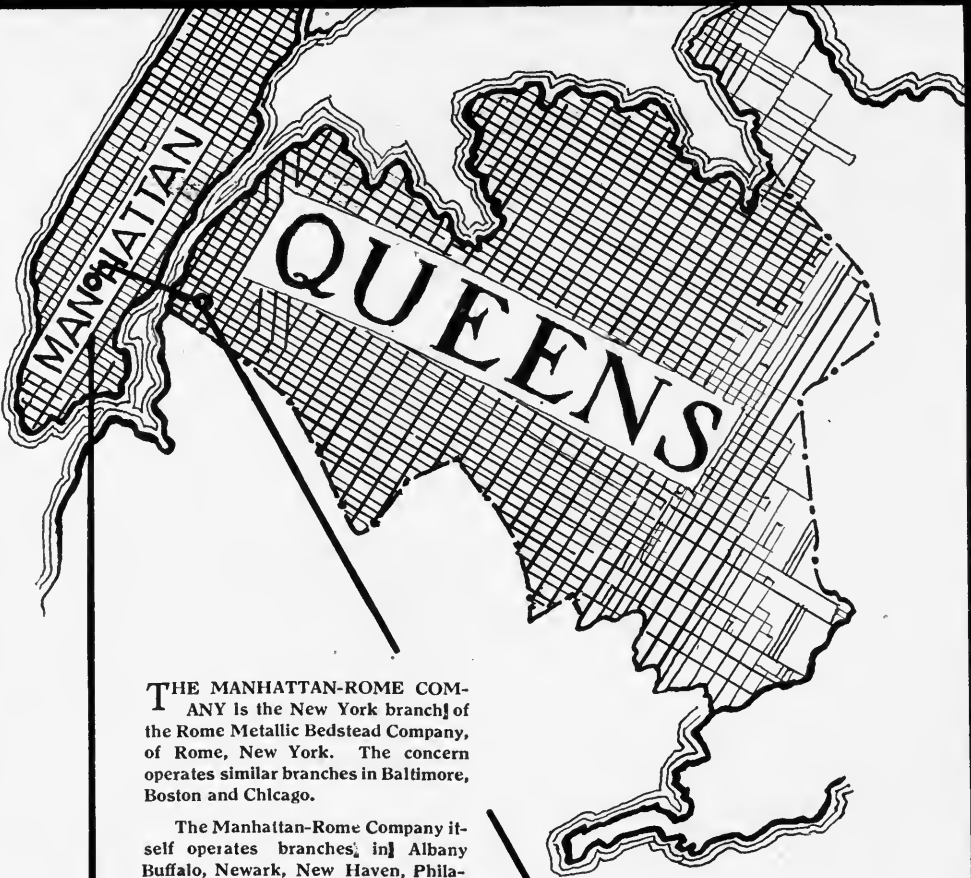 MANHATTAN
QUEENS
THE MANHATTAN-ROME COM-
ANY is the New York branch of
the Rome Metallic Bedstead Company,
of Rome, New York. The concern
operates similar branches in Baltimore,
Boston and Chicago.
The Manhattan-Rome Company it-
self operates branches in Albany
Buffalo, Newark, New Haven, Phila-